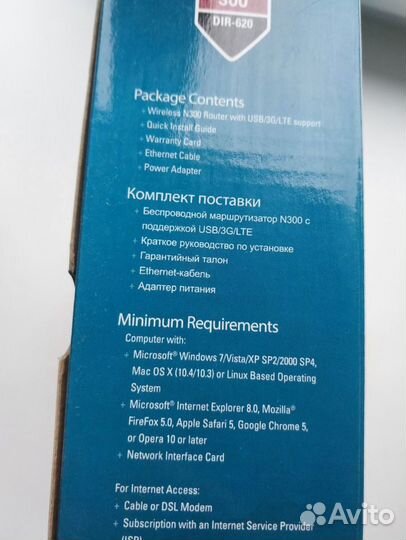 300
DIR-620
Package Contents
+ Wireless N300 Router with USB/3G/LTE support
+ Quick Install Guide
+ Warranty Card
+ Ethernet Cable
+ Power Adapter
Комплект поставки
+ Беспроводной маршрутизатор N300 с
поддержкой USB/3G/LTE
+ Краткое руководство по установке
+ Гарантийный талон
+ Ethernet-кабель
+ Адаптер питания
Minimum Requirements
Computer with:
+ Microsoft® Windows 7/Vista/XP SP2/2000 SP4,
Mac OS X (10.4/10.3) or Linux Based Operating
System
+ Microsoft® Internet Explorer 8.0, Mozilla®
FireFox 5.0, Apple Safari 5, Google Chrome 5,
or Opera 10 or later
+ Network Interface Card
For Internet Access:
+ Cable or DSL Modem
+ Subscription with an Internet Service Provider
(ISP)
Avito